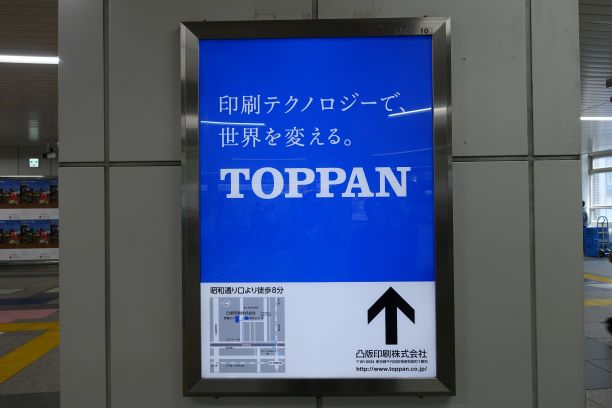 印刷テクノロジーで、
世界を変える。
TOPPAN
昭和通り口より徒歩8分
凸版印刷株式会社
http://www.toppan.co.jp/